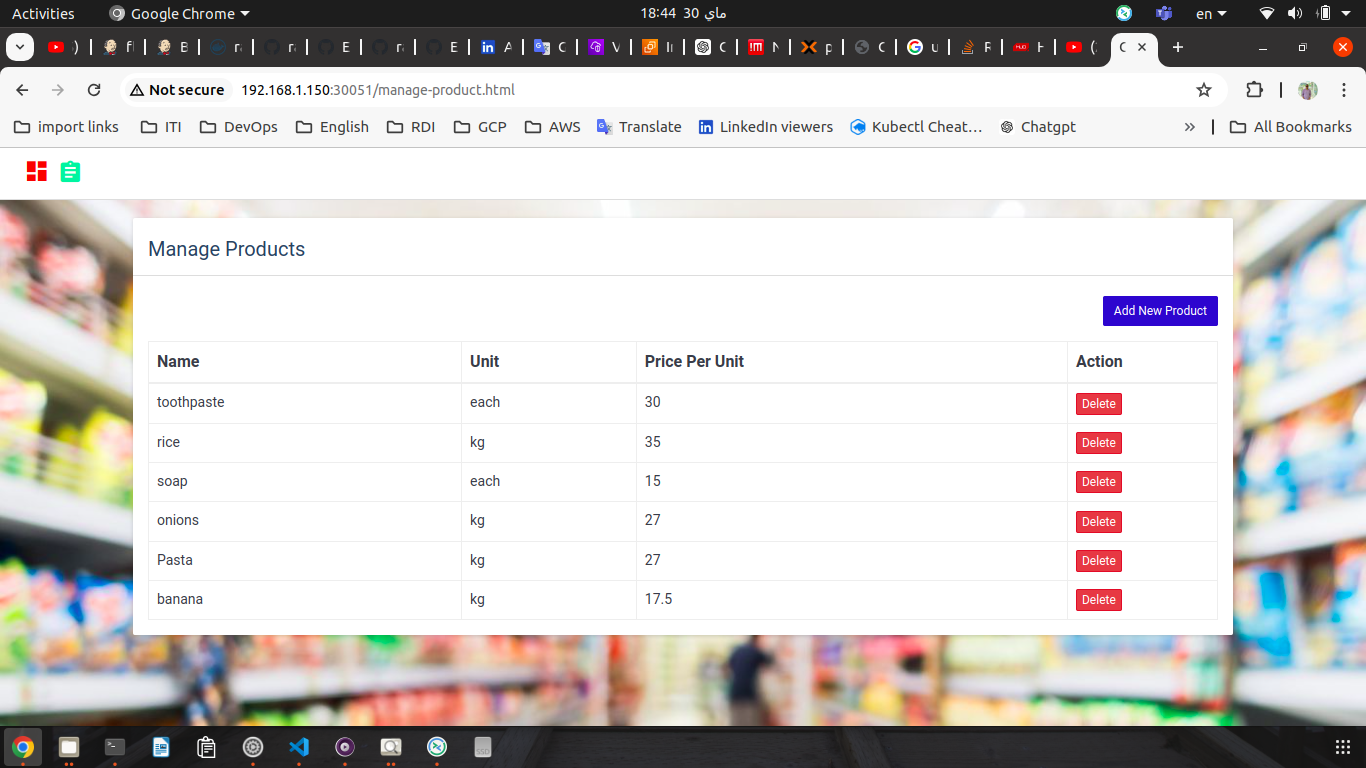 Activities Google Chrome 18:44 30 ماي en
Not secure 192.168.1.150:30051/manage-product.html
import links ITI DevOps English RDI GCP AWS Translate LinkedIn viewers Kubectl Cheat… Chatgpt » All Bookmarks
Manage Products
Add New Product
Name Unit Price Per Unit Action
toothpaste each 30 Delete
rice kg 35 Delete
soap each 15 Delete
onions kg 27 Delete
Pasta kg 27 Delete
banana kg 17.5 Delete